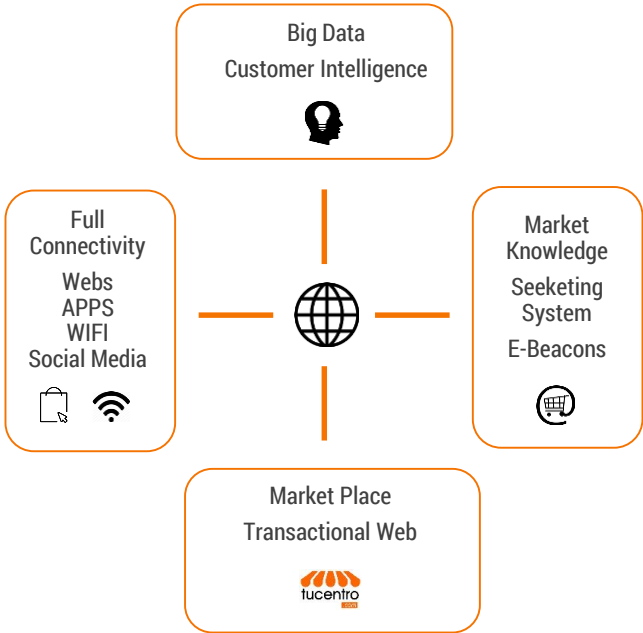 Big Data
Customer Intelligence
Full
Connectivity
Webs
APPS
WIFI
Social Media
Market
Knowledge
Seeketing
System
E-Beacons
Market Place
Transactional Web
tucentro
.com